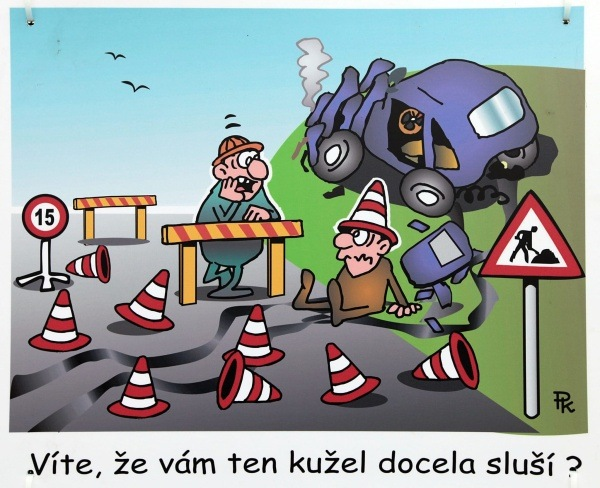 15
PK
.Víte, že vám ten kužel docela sluší ?